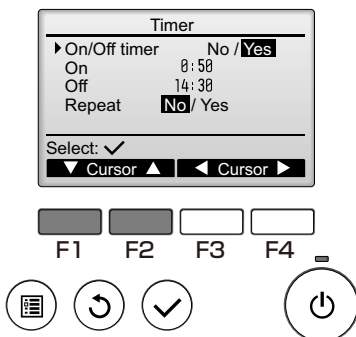 Timer
On/Off timer No / Yes
On 0:50
Off 14:30
Repeat No / Yes
Select: ✓
▼ Cursor ▲ ◀ Cursor ▶
F1 F2 F3 F4